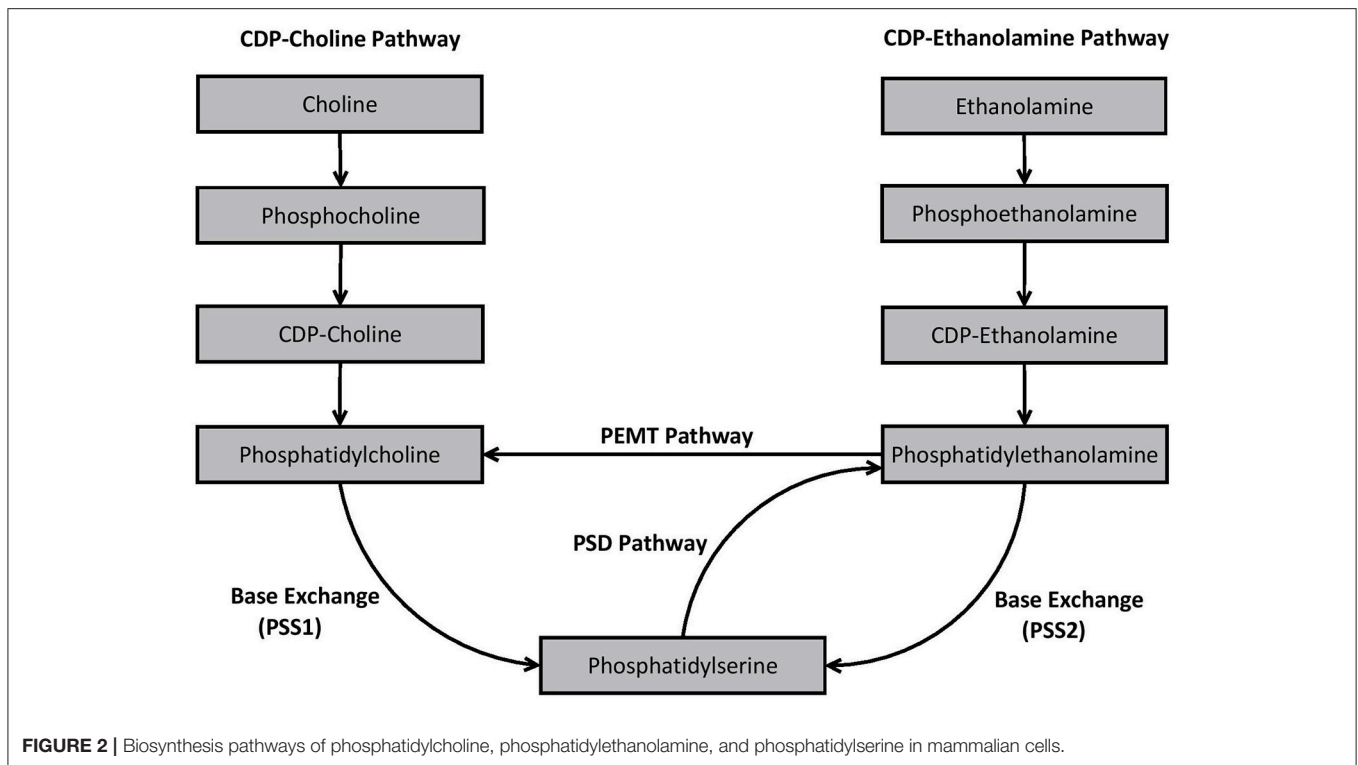 CDP-Choline Pathway
CDP-Ethanolamine Pathway
Choline
Ethanolamine
Phosphocholine
Phosphoethanolamine
CDP-Choline
CDP-Ethanolamine
PEMT Pathway
Phosphatidylcholine
Phosphatidylethanolamine
PSD Pathway
Base Exchange
(PSS1)
Base Exchange
(PSS2)
Phosphatidylserine
FIGURE 2 | Biosynthesis pathways of phosphatidylcholine, phosphatidylethanolamine, and phosphatidylserine in mammalian cells.